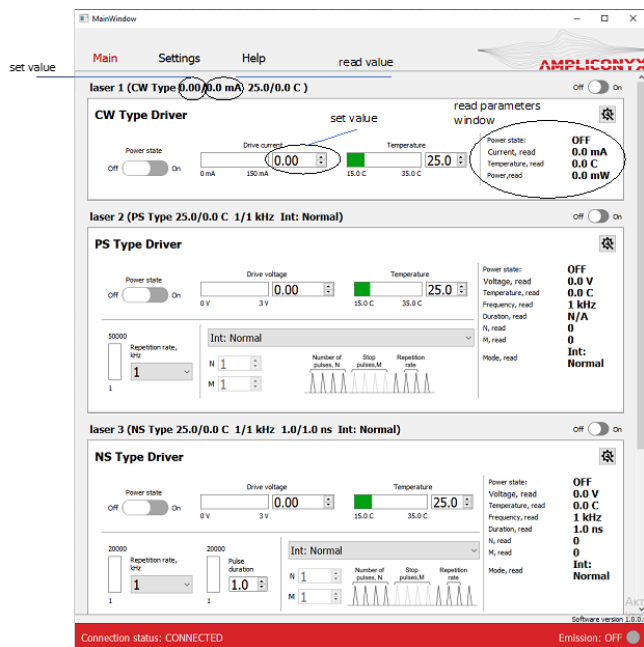 MainWindow
Main Settings Help
AMPLICONYX
set value
read value
laser 1 (CW Type 0.00/0.0 mA 25.0/0.0 C )
Off On
CW Type Driver
set value
read parameters
window
Power state
Off On
Drive current
0.00
0 mA 150 mA
Temperature
25.0
15.0 C 35.0 C
Power state: OFF
Current, read 0.0 mA
Temperature, read 0.0 C
Power,read 0.0 mW
laser 2 (PS Type 25.0/0.0 C 1/1 kHz Int: Normal)
Off On
PS Type Driver
Power state
Off On
Drive voltage
0.00
0 V 3 V
Temperature
25.0
15.0 C 35.0 C
Power state: OFF
Voltage, read 0.0 V
Temperature, read 0.0 C
Frequency, read 1 kHz
Duration, read N/A
N, read 0
M, read 0
Mode, read Int:
Normal
50000
1
Repetition rate,
kHz
1
Int: Normal
N 1
M 1
Number of
pulses, N
Stop
pulses,M
Repetition
rate
laser 3 (NS Type 25.0/0.0 C 1/1 kHz 1.0/1.0 ns Int: Normal)
Off On
NS Type Driver
Power state
Off On
Drive voltage
0.00
0 V 3 V
Temperature
25.0
15.0 C 35.0 C
Power state: OFF
Voltage, read 0.0 V
Temperature, read 0.0 C
Frequency, read 1 kHz
Duration, read 1.0 ns
N, read 0
M, read 0
Mode, read Int:
Normal
20000
1
Repetition rate,
kHz
1
20000
1
Pulse
duration
1.0
Int: Normal
N 1
M 1
Number of
pulses, N
Stop
pulses,M
Repetition
rate
Software version 1.0.0.
Connection status: CONNECTED
Emission: OFF